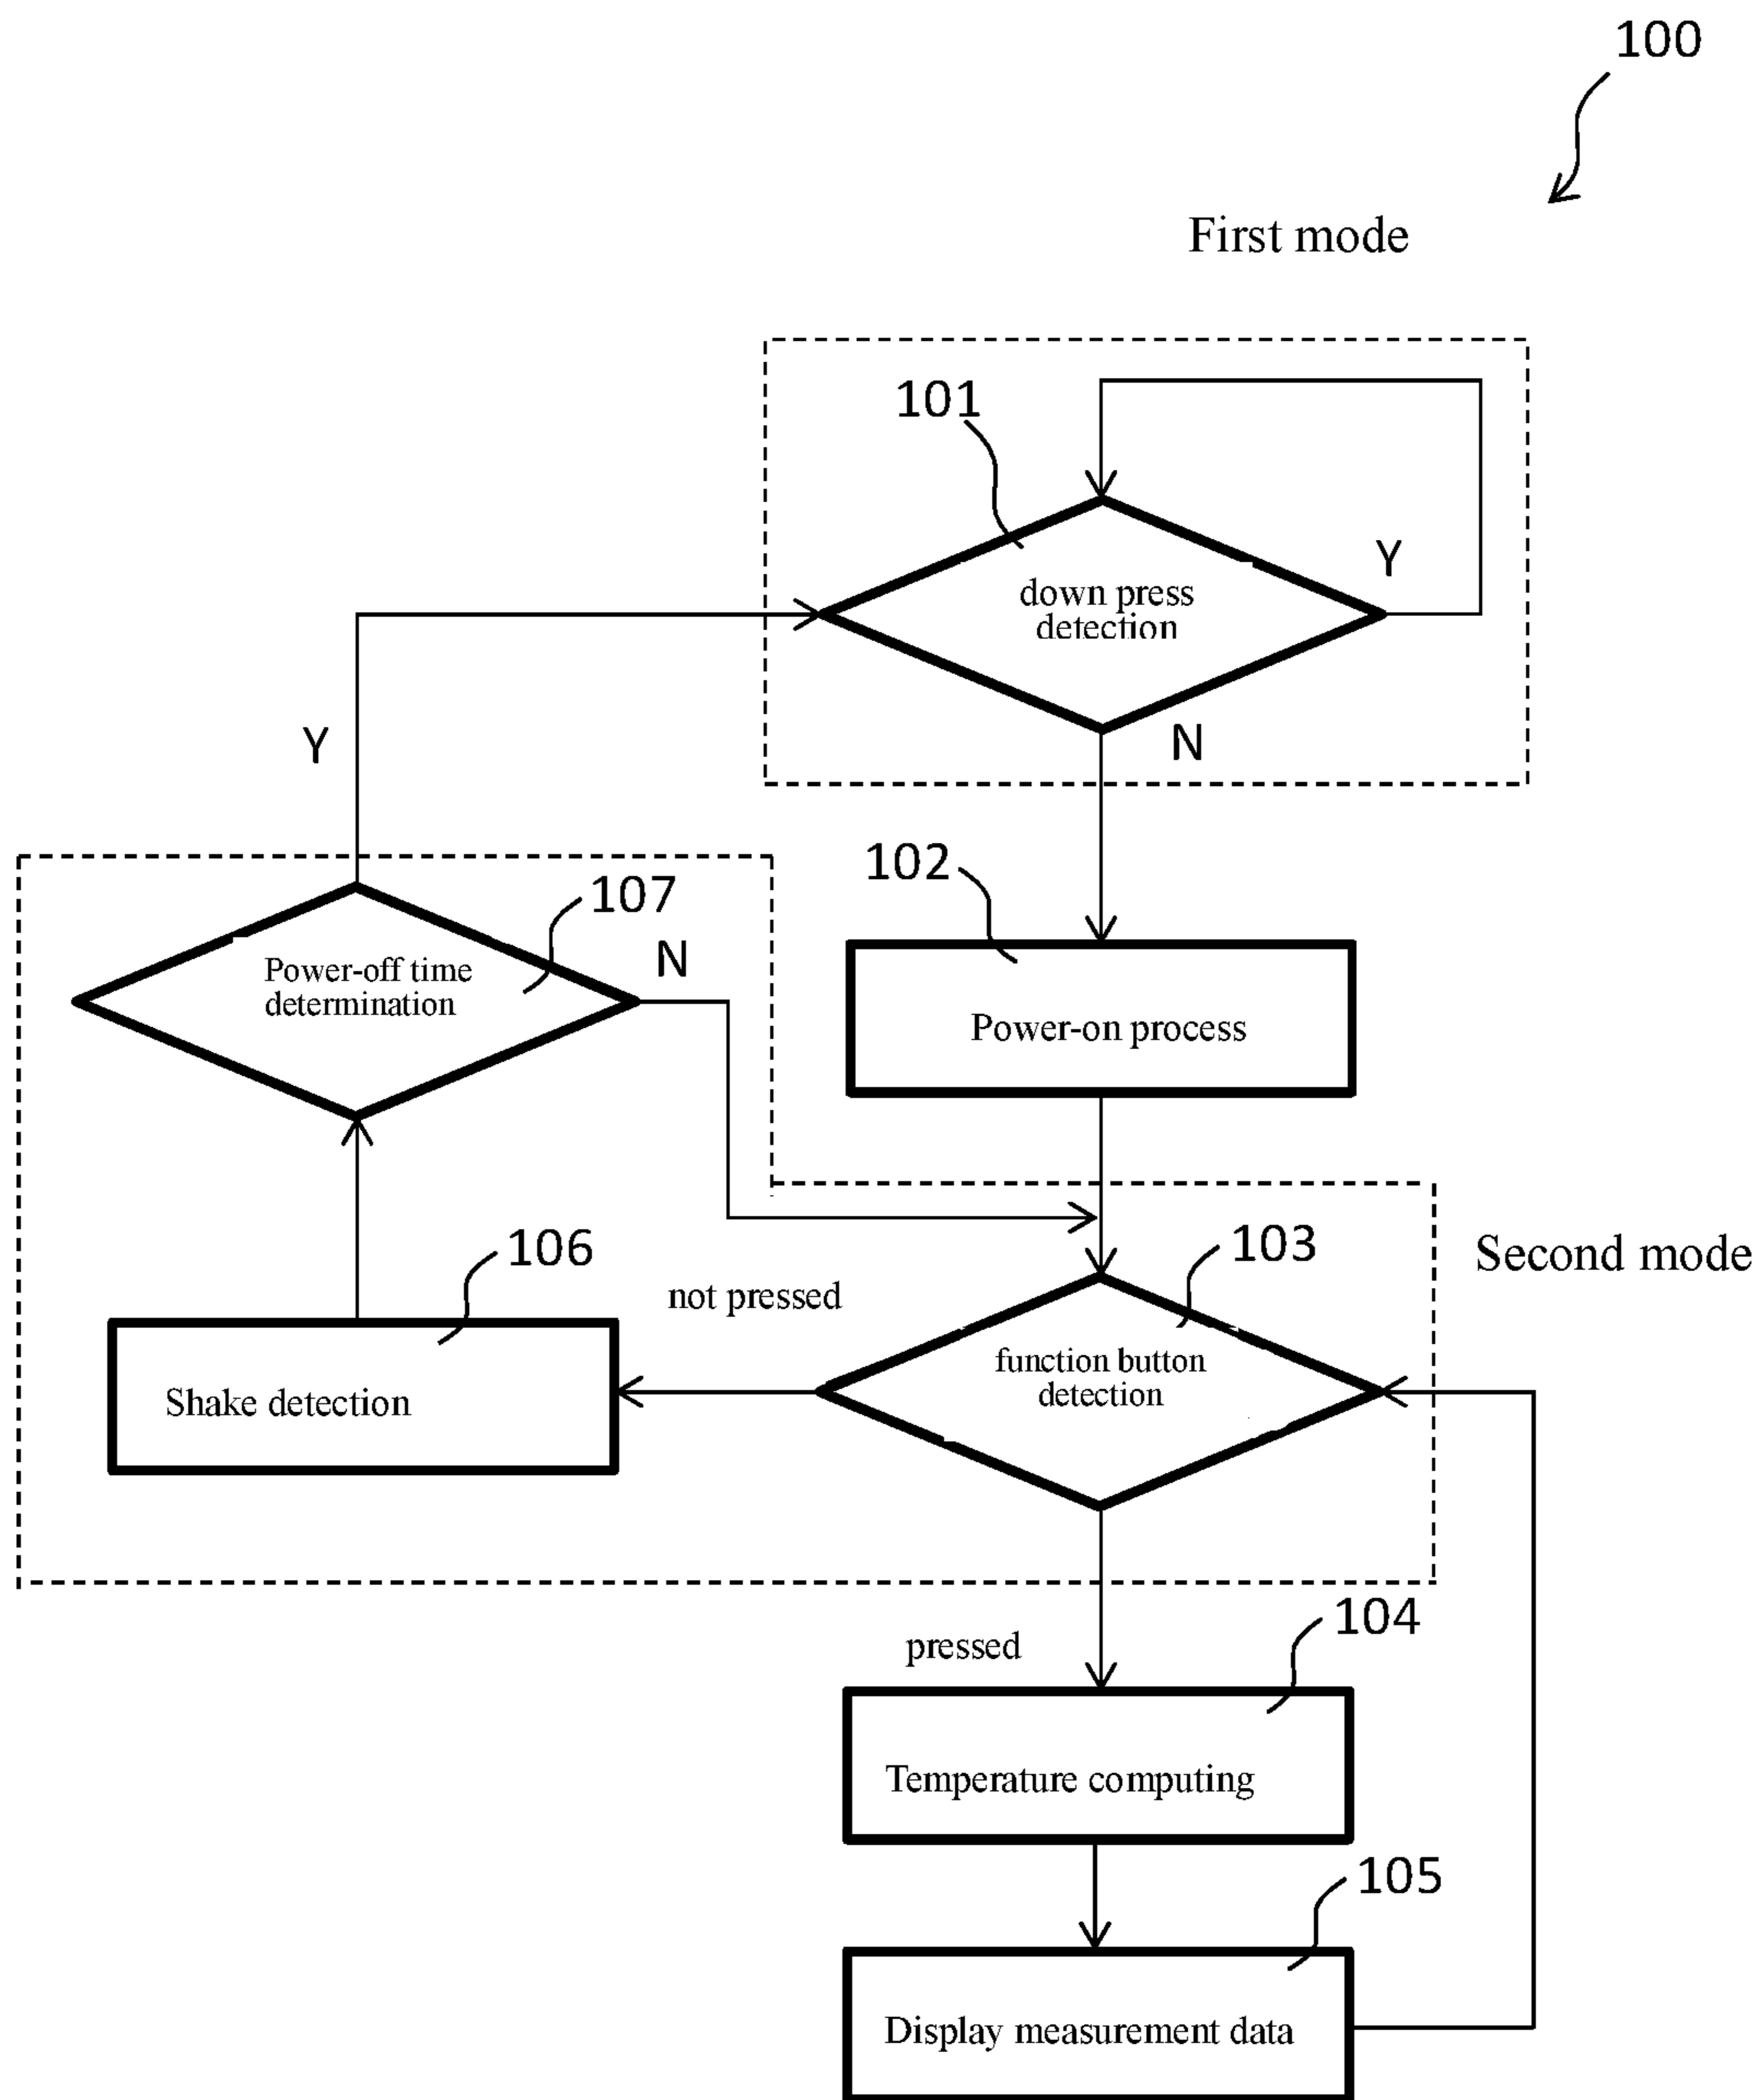 100
First mode
101
Y
down press
detection
Y
N
102
107
N
Power-off time
determination
Power-on process
103
106
Second mode
not pressed
function button
detection
Shake detection
104
pressed
Temperature computing
105
Display measurement data